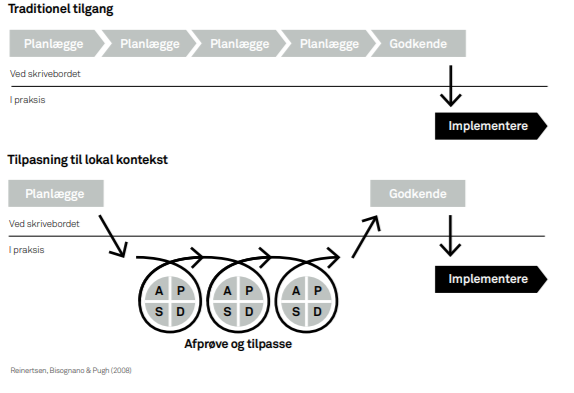 Traditionel tilgang
Planlægge Planlægge Planlægge Planlægge Godkende
Ved skrivebordet
I praksis
Implementere
Tilpasning til lokal kontekst
Planlægge Godkende
Ved skrivebordet
I praksis
Implementere
A P A P A P
S D S D S D
Afprøve og tilpasse
Reinertsen, Bisognano & Pugh (2008)